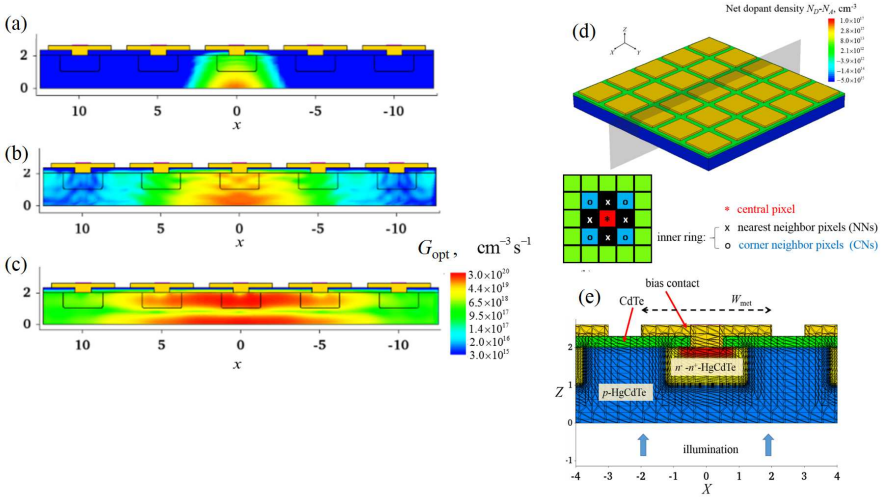 (a)
2
0
10 5 0 -5 -10
x
(b)
2
0
10 5 0 -5 -10
x
G_opt , cm⁻³s⁻¹
(c)
2
0
10 5 0 -5 -10
x
3.0×10²⁰
4.4×10¹⁹
6.5×10¹⁸
9.5×10¹⁷
1.4×10¹⁷
2.0×10¹⁶
3.0×10¹⁵
(d)
Net dopant density N_D-N_A, cm⁻³
Z
X Y
o x o
x * x
o x o
inner ring:
* central pixel
x nearest neighbor pixels (NNs)
o corner neighbor pixels (CNs)
(e)
bias contact
CdTe
W_met
n⁺-n⁺-HgCdTe
p-HgCdTe
illumination
Z
2
1
0
-1
-4 -3 -2 -1 0 1 2 3 4
X